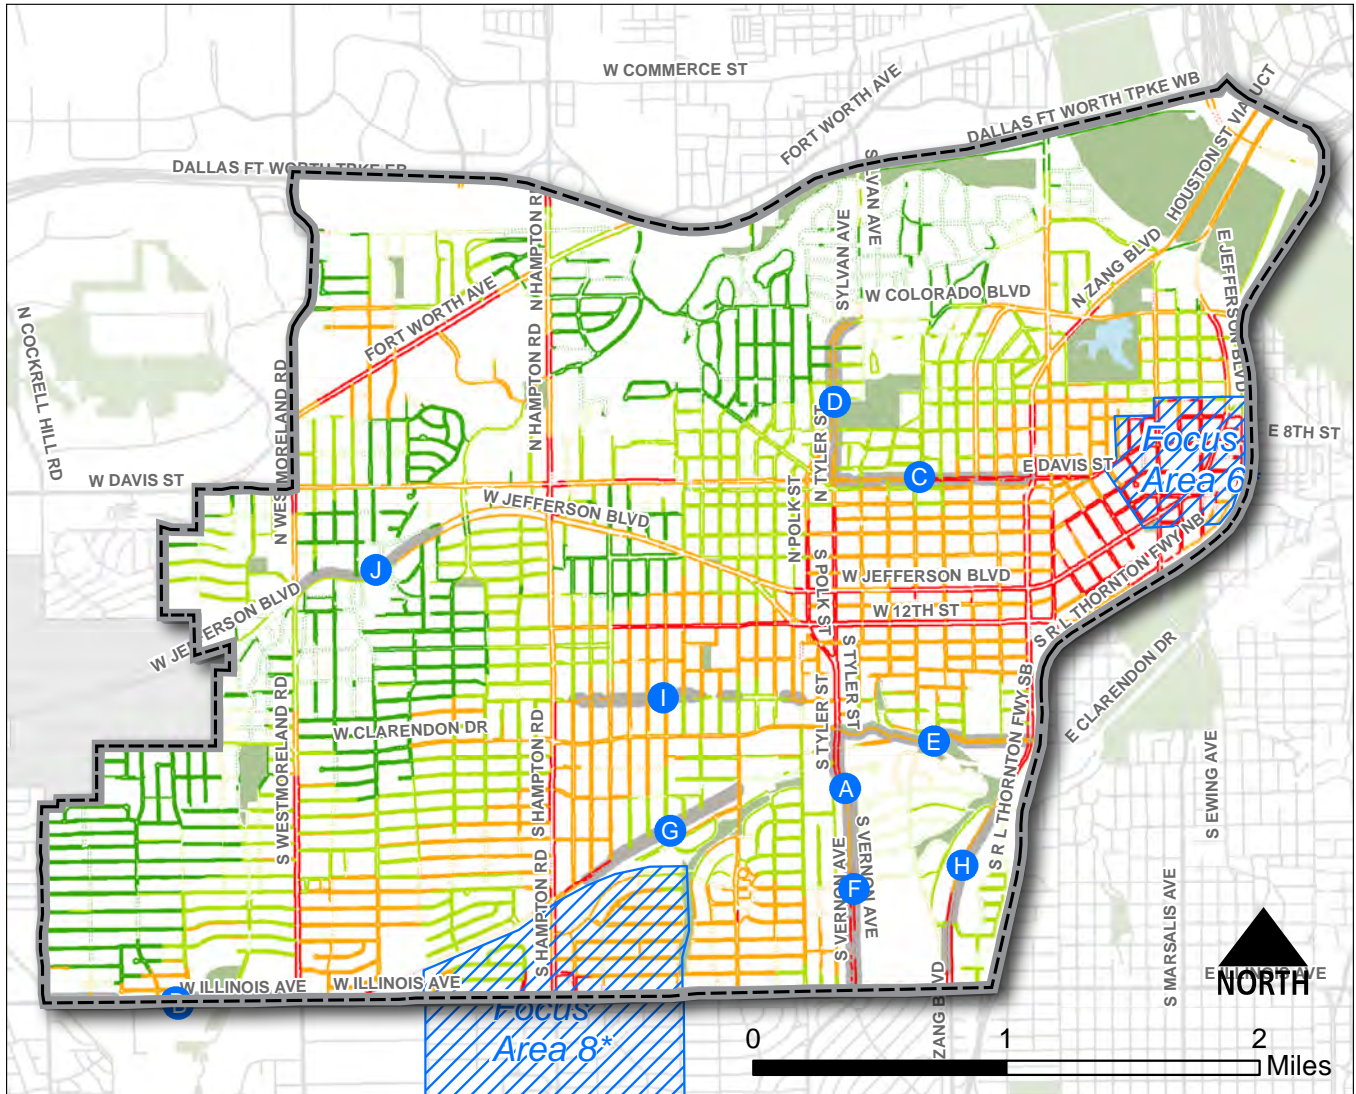 W COMMERCE ST
FORT WORTH AVE
DALLAS FT WORTH TPKE WB
HOUSTON ST VIADUCT
DALLAS FT WORTH TPKE EB
SYLVAN AVE
SYLVAN AVE
N HAMPTON RD
N ZANG BLVD
E JEFFERSON BLVD
W COLORADO BLVD
N COCKRELL HILL RD
FORT WORTH AVE
N HAMPTON RD
N WESTMORELAND RD
D
N TYLER ST
E 8TH ST
Focus
Area 6
W DAVIS ST
C
E DAVIS ST
W JEFFERSON BLVD
N POLK ST
J
W JEFFERSON BLVD
S POLK ST
W JEFFERSON BLVD
W 12TH ST
S R L THORNTON FWY NB
S TYLER ST
S TYLER ST
I
W CLARENDON DR
E
E CLARENDON DR
S R L THORNTON FWY SB
S WESTMORELAND RD
S HAMPTON RD
A
G
S EWING AVE
S VERNON AVE
S VERNON AVE
H
F
S HAMPTON RD
S MARSALIS AVE
W ILLINOIS AVE
W ILLINOIS AVE
E ILLINOIS AVE
NORTH
B
Focus
Area 8*
ZANG BLVD
0 1 2
Miles